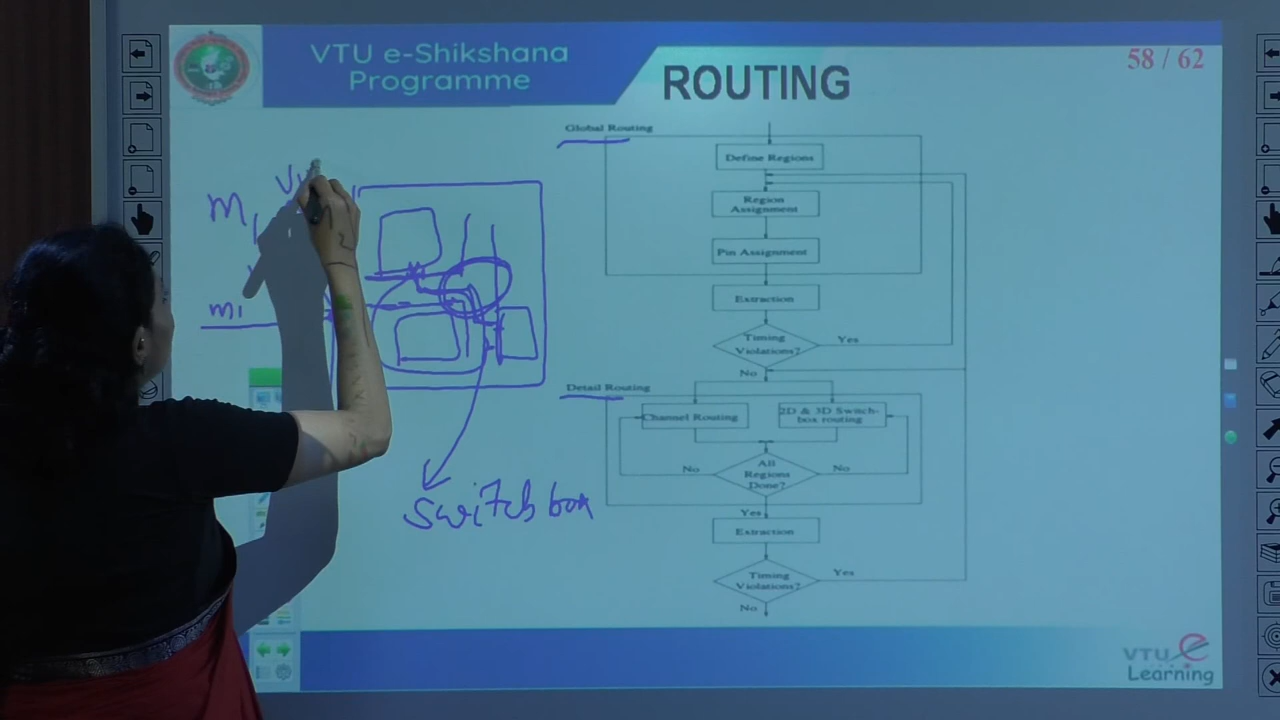 VTU e-Shikshana
Programme
ROUTING
58 / 62
Global Routing
Define Regions
Region
Assignment
Pin Assignment
Extraction
Timing
Violations?
Yes
No
Detail Routing
Channel Routing
2D & 3D Switch-
box routing
No
All
Regions
Done?
No
Yes
Extraction
Timing
Violations?
Yes
No
M1
m1
Switch box
VTU e
Learning